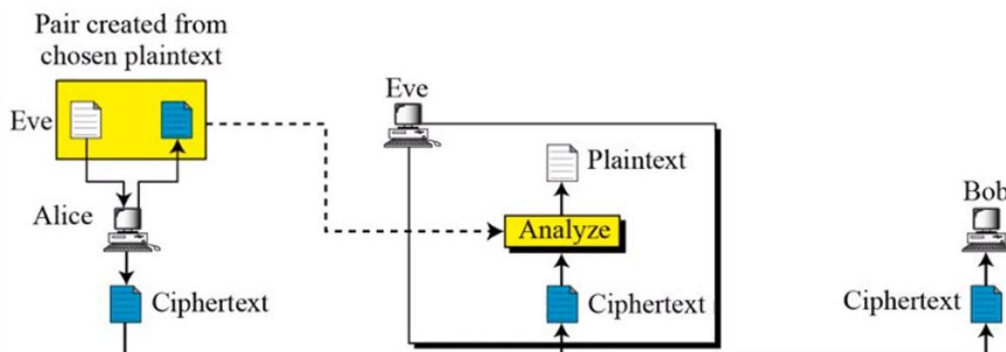 Pair created from
chosen plaintext
Eve
Eve
Plaintext
Bob
Alice
Analyze
Ciphertext
Ciphertext
Ciphertext